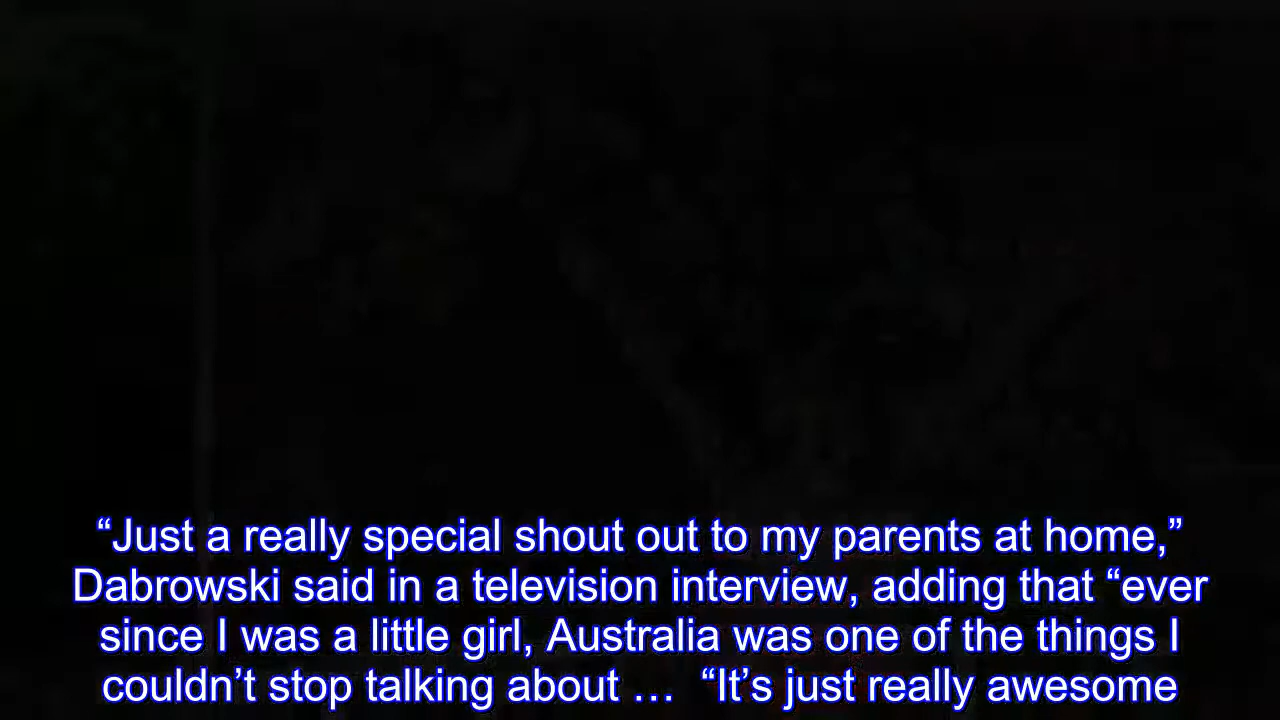 “Just a really special shout out to my parents at home,”
Dabrowski said in a television interview, adding that “ever
since I was a little girl, Australia was one of the things I
couldn’t stop talking about …  “It’s just really awesome